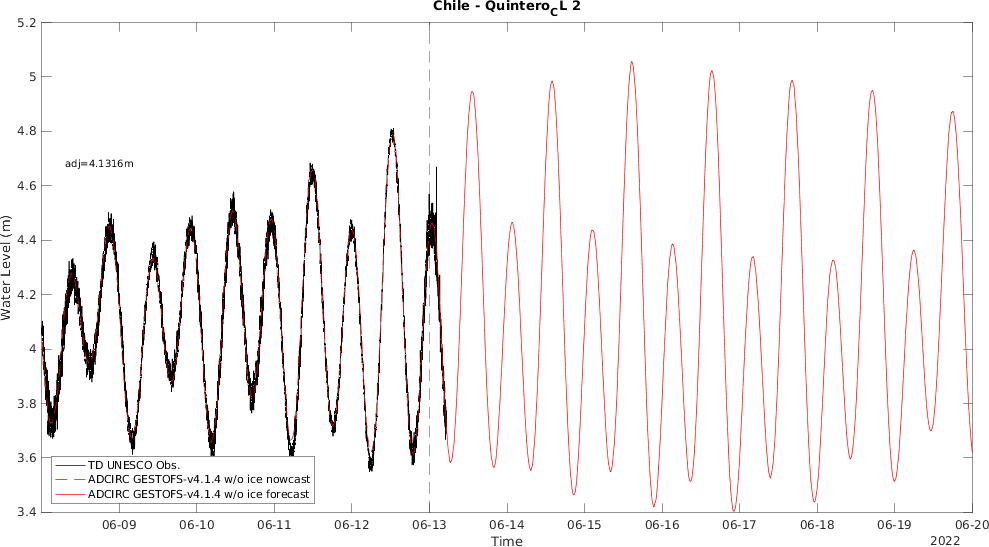 Chile - Quintero_CL 2
5.2
5
4.8
4.6
4.4
4.2
4
3.8
3.6
3.4
Water Level (m)
adj=4.1316m
TD UNESCO Obs.
ADCIRC GESTOFS-v4.1.4 w/o ice nowcast
ADCIRC GESTOFS-v4.1.4 w/o ice forecast
06-09 06-10 06-11 06-12 06-13 06-14 06-15 06-16 06-17 06-18 06-19 06-20
Time
2022